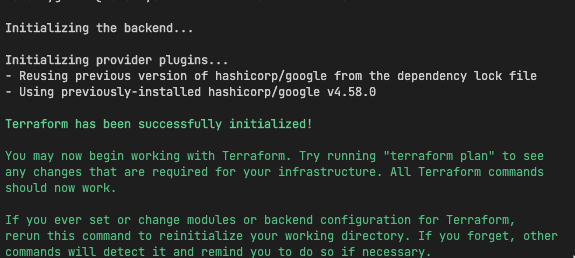 Initializing the backend...
Initializing provider plugins...
- Reusing previous version of hashicorp/google from the dependency lock file
- Using previously-installed hashicorp/google v4.58.0
Terraform has been successfully initialized!
You may now begin working with Terraform. Try running "terraform plan" to see
any changes that are required for your infrastructure. All Terraform commands
should now work.
If you ever set or change modules or backend configuration for Terraform,
rerun this command to reinitialize your working directory. If you forget, other
commands will detect it and remind you to do so if necessary.